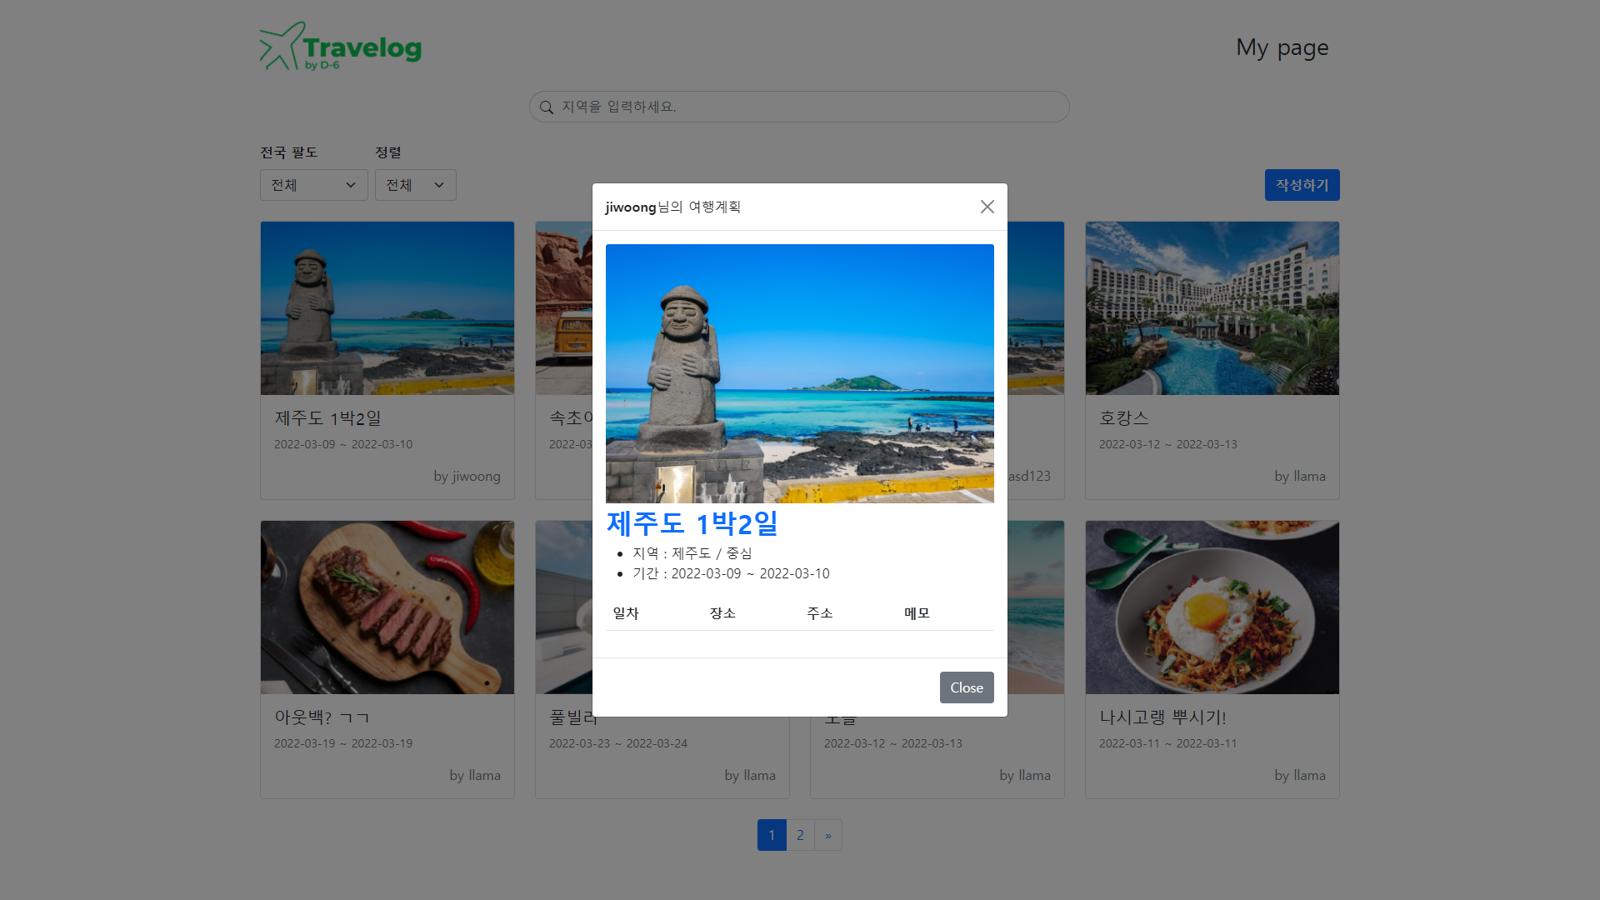 Travelog
by D-6
My page
지역을 입력하세요.
전국 팔도
정렬
전체
전체
작성하기
제주도 1박2일
2022-03-09 ~ 2022-03-10
by jiwoong
2022-03
asd123
호캉스
2022-03-12 ~ 2022-03-13
by llama
jiwoong님의 여행계획
제주도 1박2일
지역 : 제주도 / 중심
기간 : 2022-03-09 ~ 2022-03-10
일차 장소 주소 메모
Close
아웃백? ㄱㄱ
2022-03-19 ~ 2022-03-19
by llama
풀빌라
2022-03-23 ~ 2022-03-24
by llama
2022-03-12 ~ 2022-03-13
by llama
나시고랭 뿌시기!
2022-03-11 ~ 2022-03-11
by llama
1 2 »